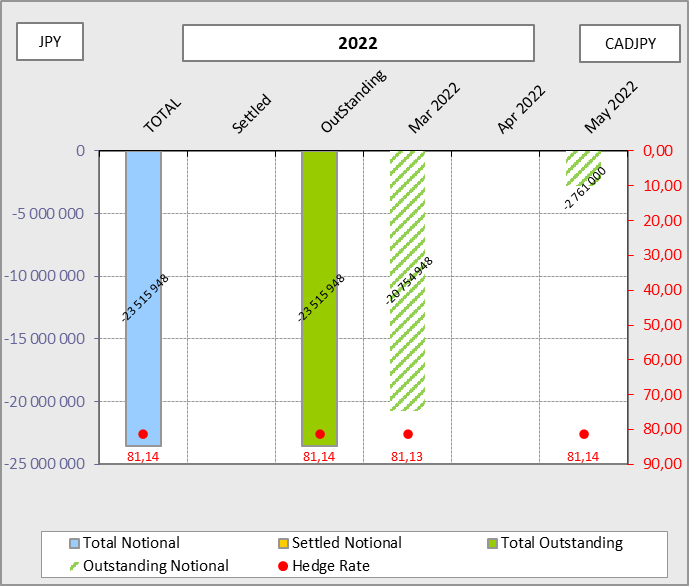 JPY
2022
CADJPY
TOTAL
Settled
OutStanding
Mar 2022
Apr 2022
May 2022
0
-5 000 000
-10 000 000
-15 000 000
-20 000 000
-25 000 000
0,00
10,00
20,00
30,00
40,00
50,00
60,00
70,00
80,00
90,00
-23 515 948
-23 515 948
-20 754 948
-2 761 000
81,14
81,14
81,13
81,14
Total Notional
Settled Notional
Total Outstanding
Outstanding Notional
Hedge Rate